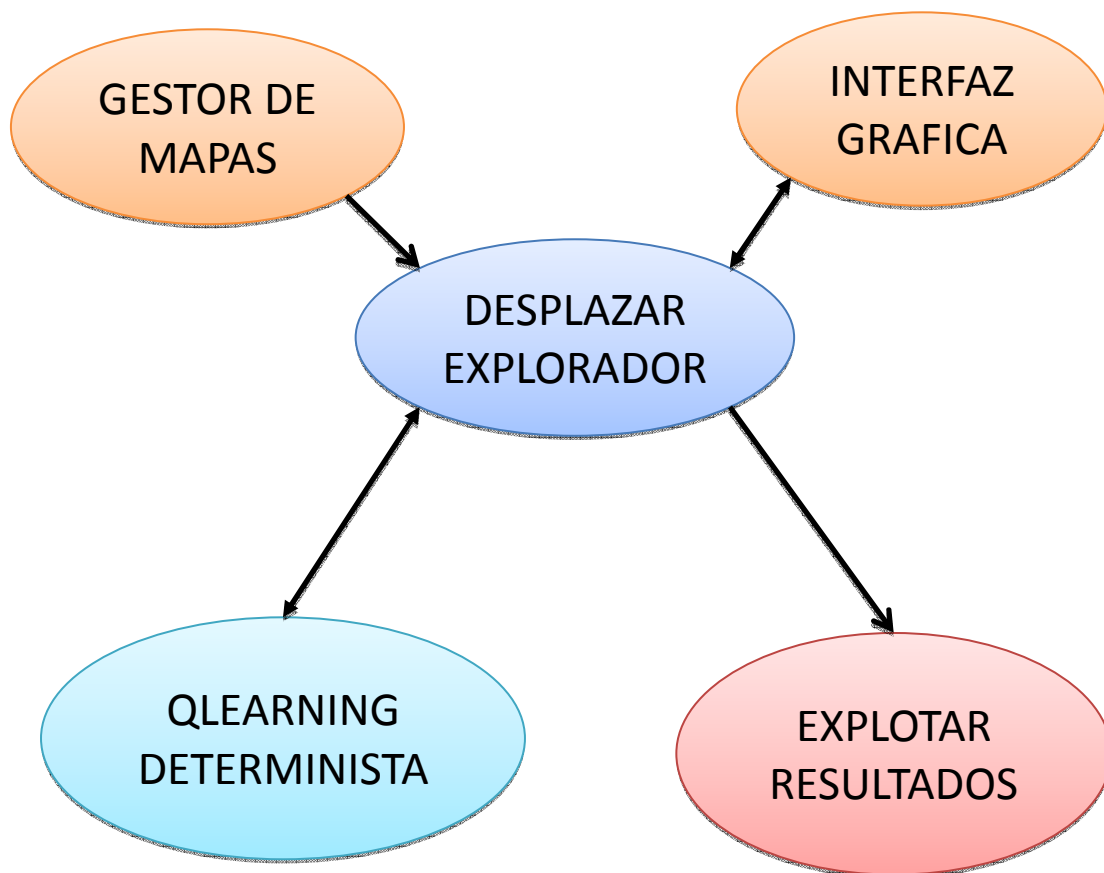 GESTOR DE
MAPAS
INTERFAZ
GRAFICA
DESPLAZAR
EXPLORADOR
QLEARNING
DETERMINISTA
EXPLOTAR
RESULTADOS